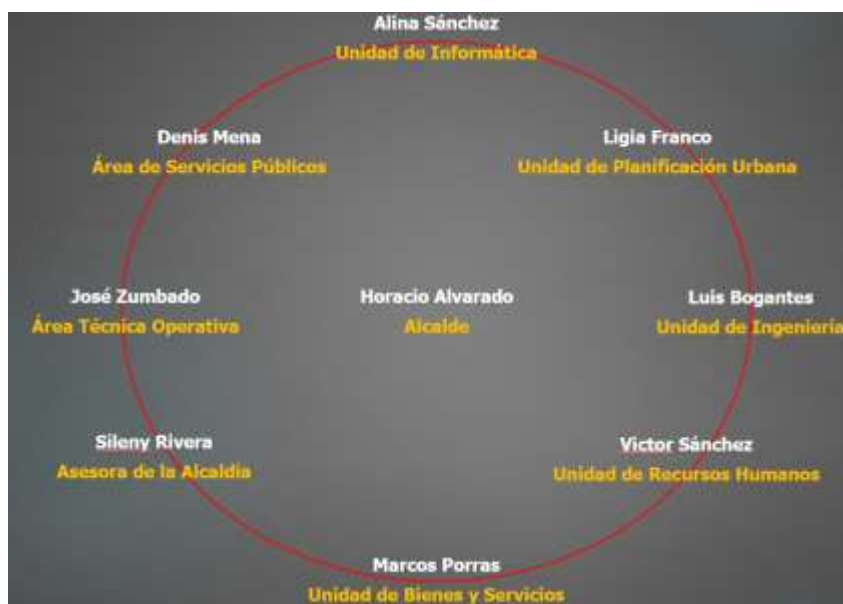 Alina Sánchez
Unidad de Informática
Denis Mena
Área de Servicios Públicos
Ligia Franco
Unidad de Planificación Urbana
José Zumbado
Área Técnica Operativa
Horacio Alvarado
Alcalde
Luis Bogantes
Unidad de Ingeniería
Sileny Rivera
Asesora de la Alcaldía
Victor Sánchez
Unidad de Recursos Humanos
Marcos Porras
Unidad de Bienes y Servicios